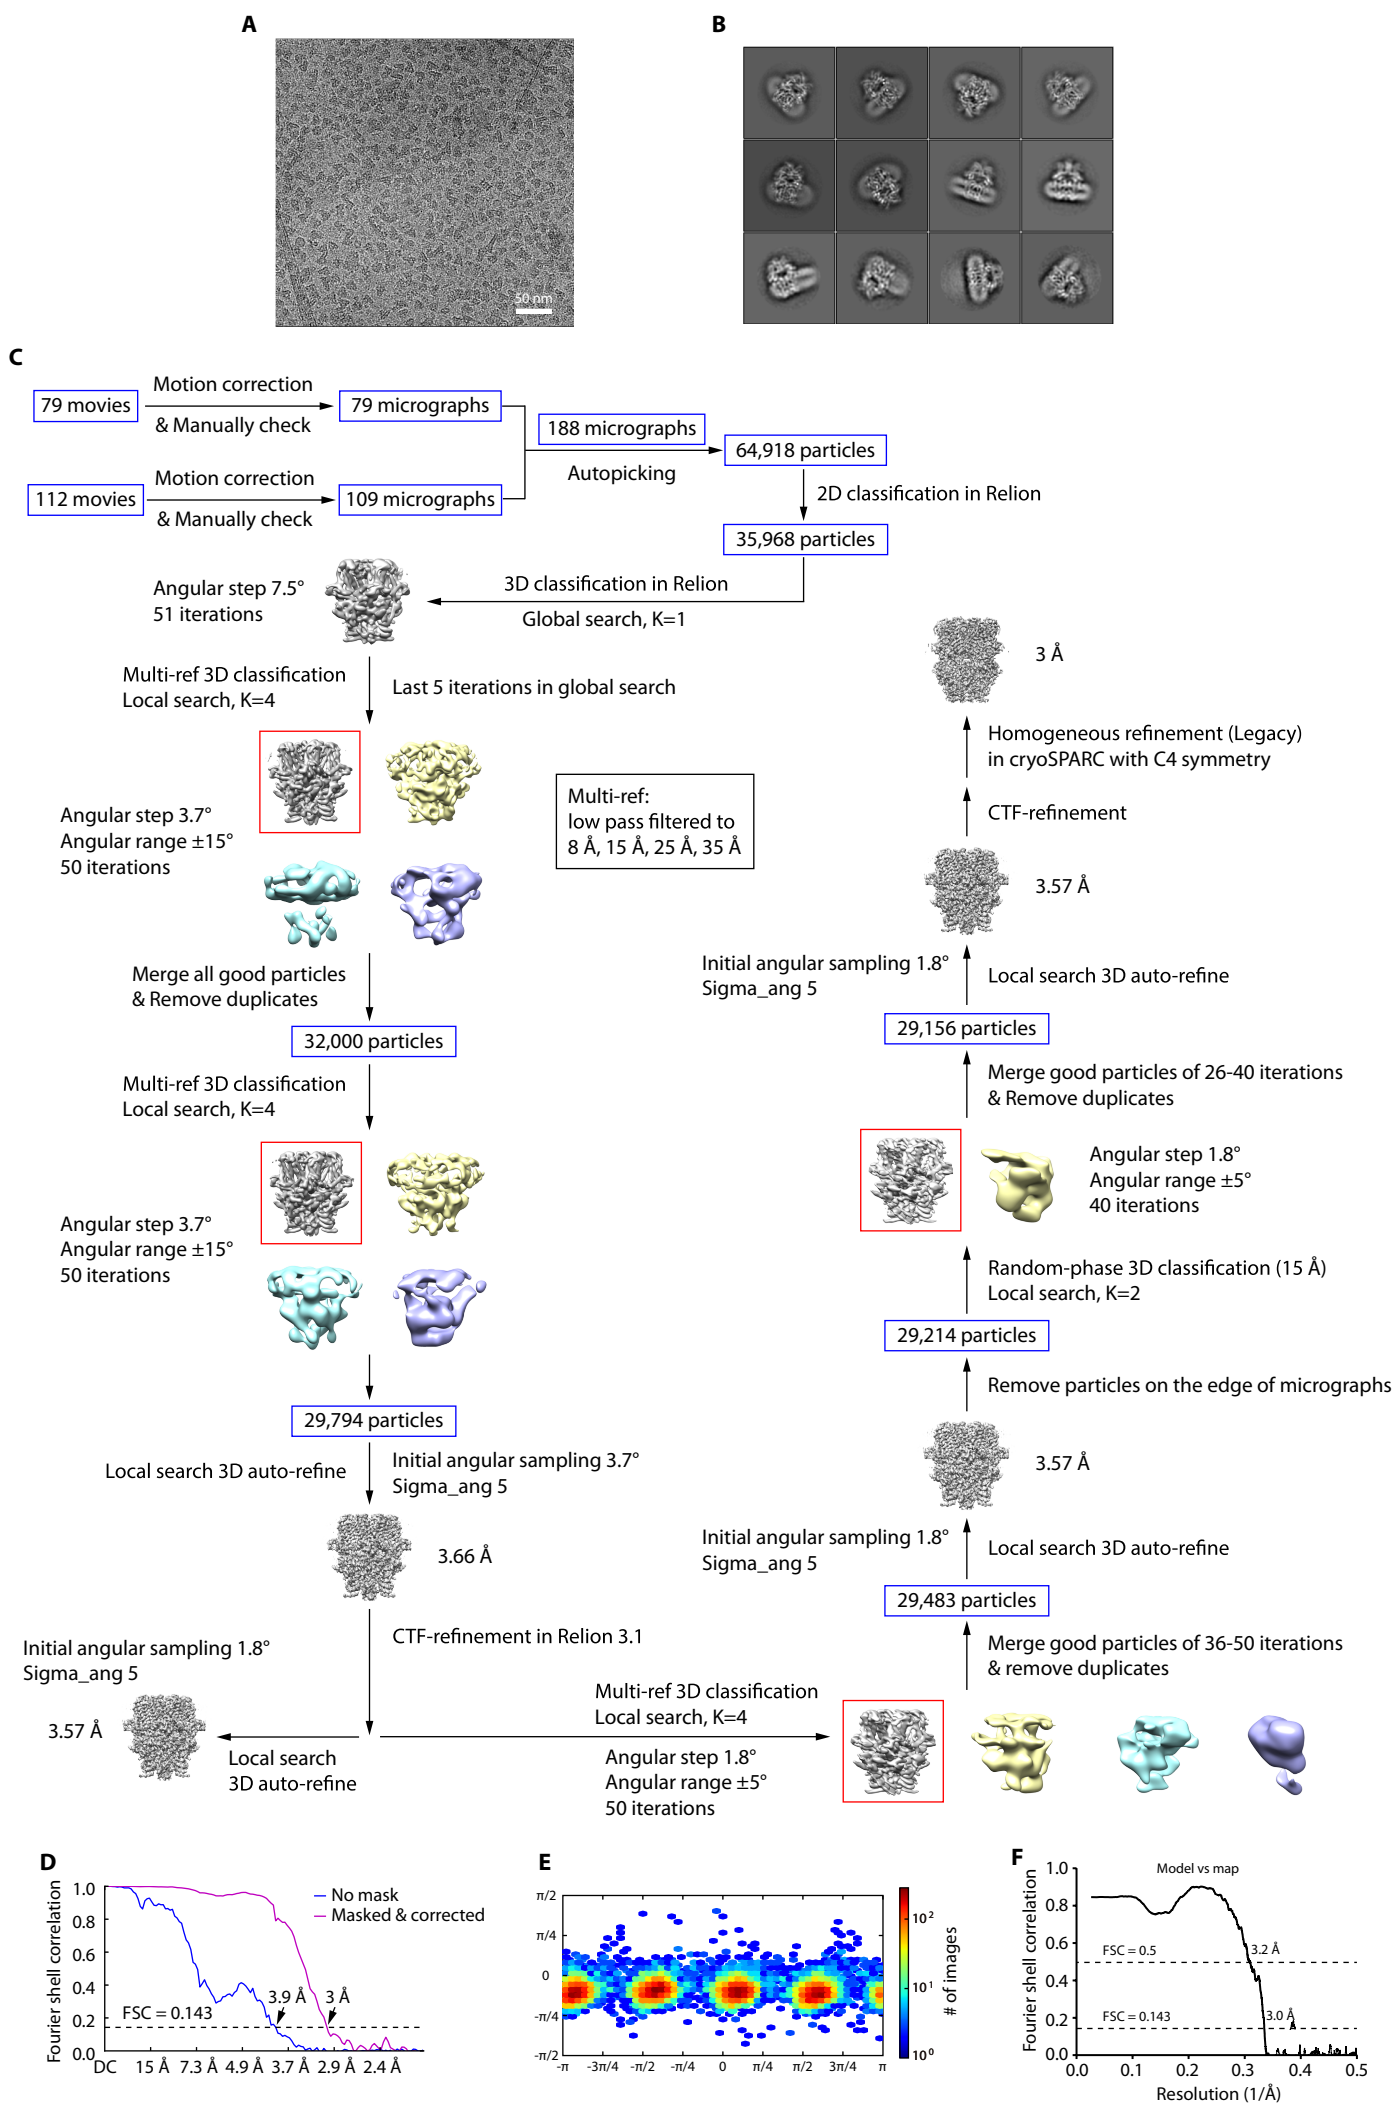 A
B
50 nm
C
79 movies
Motion correction
& Manually check
79 micrographs
188 micrographs
Autopicking
64,918 particles
112 movies
Motion correction
& Manually check
109 micrographs
2D classification in Relion
35,968 particles
3D classification in Relion
Global search, K=1
Angular step 7.5°
51 iterations
Multi-ref 3D classification
Local search, K=4
Last 5 iterations in global search
Angular step 3.7°
Angular range ±15°
50 iterations
Multi-ref:
low pass filtered to
8 Å, 15 Å, 25 Å, 35 Å
Merge all good particles
& Remove duplicates
32,000 particles
Multi-ref 3D classification
Local search, K=4
Angular step 3.7°
Angular range ±15°
50 iterations
29,794 particles
Local search 3D auto-refine
Initial angular sampling 3.7°
Sigma_ang 5
3.66 Å
CTF-refinement in Relion 3.1
Initial angular sampling 1.8°
Sigma_ang 5
3.57 Å
Local search
3D auto-refine
Multi-ref 3D classification
Local search, K=4
Angular step 1.8°
Angular range ±5°
50 iterations
Merge good particles of 36-50 iterations
& remove duplicates
29,483 particles
Initial angular sampling 1.8°
Sigma_ang 5
Local search 3D auto-refine
3.57 Å
Remove particles on the edge of micrographs
29,214 particles
Random-phase 3D classification (15 Å)
Local search, K=2
Angular step 1.8°
Angular range ±5°
40 iterations
Merge good particles of 26-40 iterations
& Remove duplicates
29,156 particles
Initial angular sampling 1.8°
Sigma_ang 5
Local search 3D auto-refine
3.57 Å
CTF-refinement
Homogeneous refinement (Legacy)
in cryoSPARC with C4 symmetry
3 Å
D
Fourier shell correlation
1.0
0.8
0.6
0.4
0.2
0.0
No mask
Masked & corrected
FSC = 0.143
3.9 Å
3 Å
DC
15 Å
7.3 Å
4.9 Å
3.7 Å
2.9 Å
2.4 Å
E
π/2
π/4
0
-π/4
-π/2
-π
-3π/4
-π/2
-π/4
0
π/4
π/2
3π/4
π
10²
10¹
10⁰
# of images
F
Model vs map
Fourier shell correlation
1.0
0.8
0.6
0.4
0.2
0.0
FSC = 0.5
3.2 Å
FSC = 0.143
3.0 Å
0.0
0.1
0.2
0.3
0.4
0.5
Resolution (1/Å)